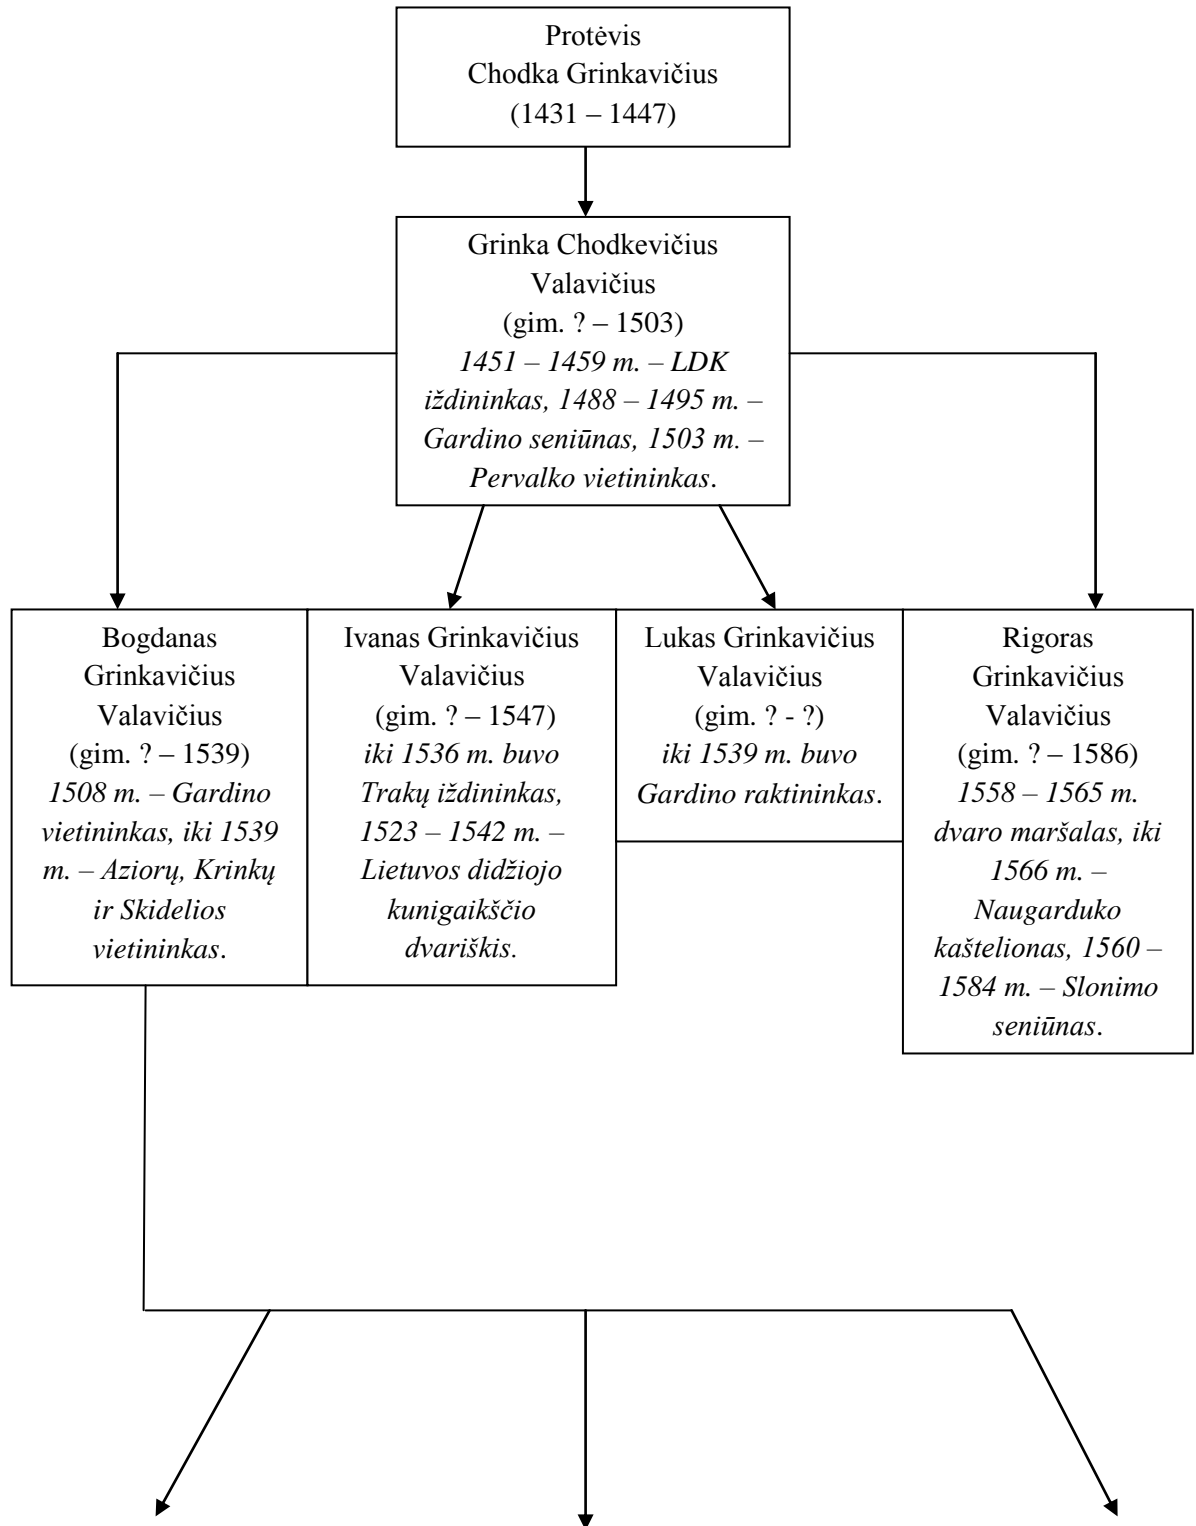 Protėvis
Chodka Grinkavičius
(1431 – 1447)
Grinka Chodkevičius
Valavičius
(gim. ? – 1503)
1451 – 1459 m. – LDK
iždininkas, 1488 – 1495 m. –
Gardino seniūnas, 1503 m. –
Pervalko vietininkas.
Bogdanas
Grinkavičius
Valavičius
(gim. ? – 1539)
1508 m. – Gardino
vietininkas, iki 1539
m. – Aziorų, Krinkų
ir Skidelios
vietininkas.
Ivanas Grinkavičius
Valavičius
(gim. ? – 1547)
iki 1536 m. buvo
Trakų iždininkas,
1523 – 1542 m. –
Lietuvos didžiojo
kunigaikščio
dvariškis.
Lukas Grinkavičius
Valavičius
(gim. ? - ?)
iki 1539 m. buvo
Gardino raktininkas.
Rigoras
Grinkavičius
Valavičius
(gim. ? – 1586)
1558 – 1565 m.
dvaro maršalas, iki
1566 m. –
Naugarduko
kaštelionas, 1560 –
1584 m. – Slonimo
seniūnas.